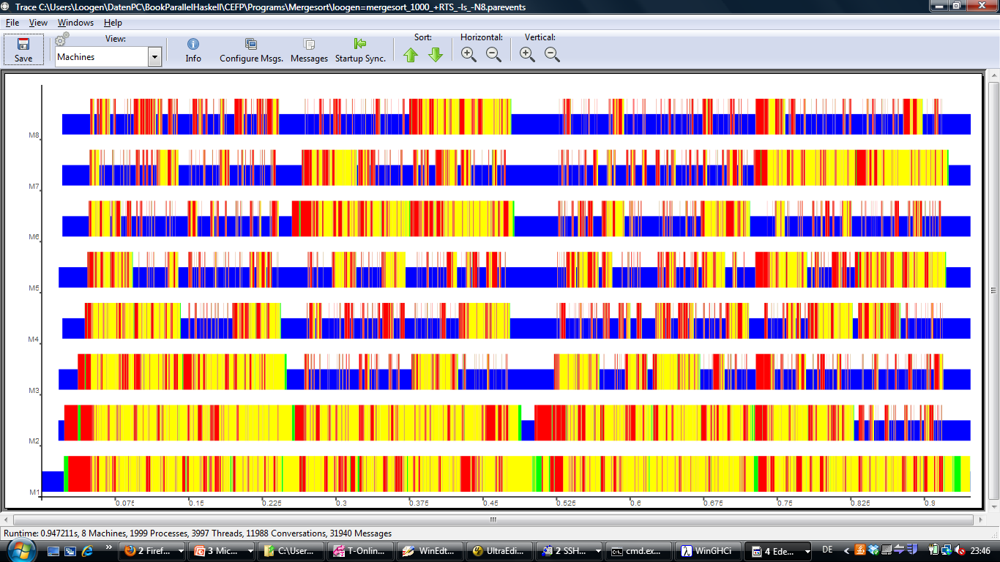 Trace C:\Users\Loogen\DatenPC\BookParallelHaskell\CEFP\Programs\Mergesort\loogen=mergesort_1000_+RTS_-ls_-N8.parevents
File View Windows Help
View: Sort: Horizontal: Vertical:
Machines
Save Info Configure Msgs. Messages Startup Sync.
M8
M7
M6
M5
M4
M3
M2
M1
0.075 0.15 0.225 0.3 0.375 0.45 0.525 0.6 0.675 0.75 0.825 0.9
Runtime: 0.947211s, 8 Machines, 1999 Processes, 3997 Threads, 11988 Conversations, 31940 Messages
2 Firef... 3 Mic... C:\User... T-Onlin... WinEdt... UltraEdi... 2 SSH... cmd.ex... WinGHCi 4 Ede... DE 23:46